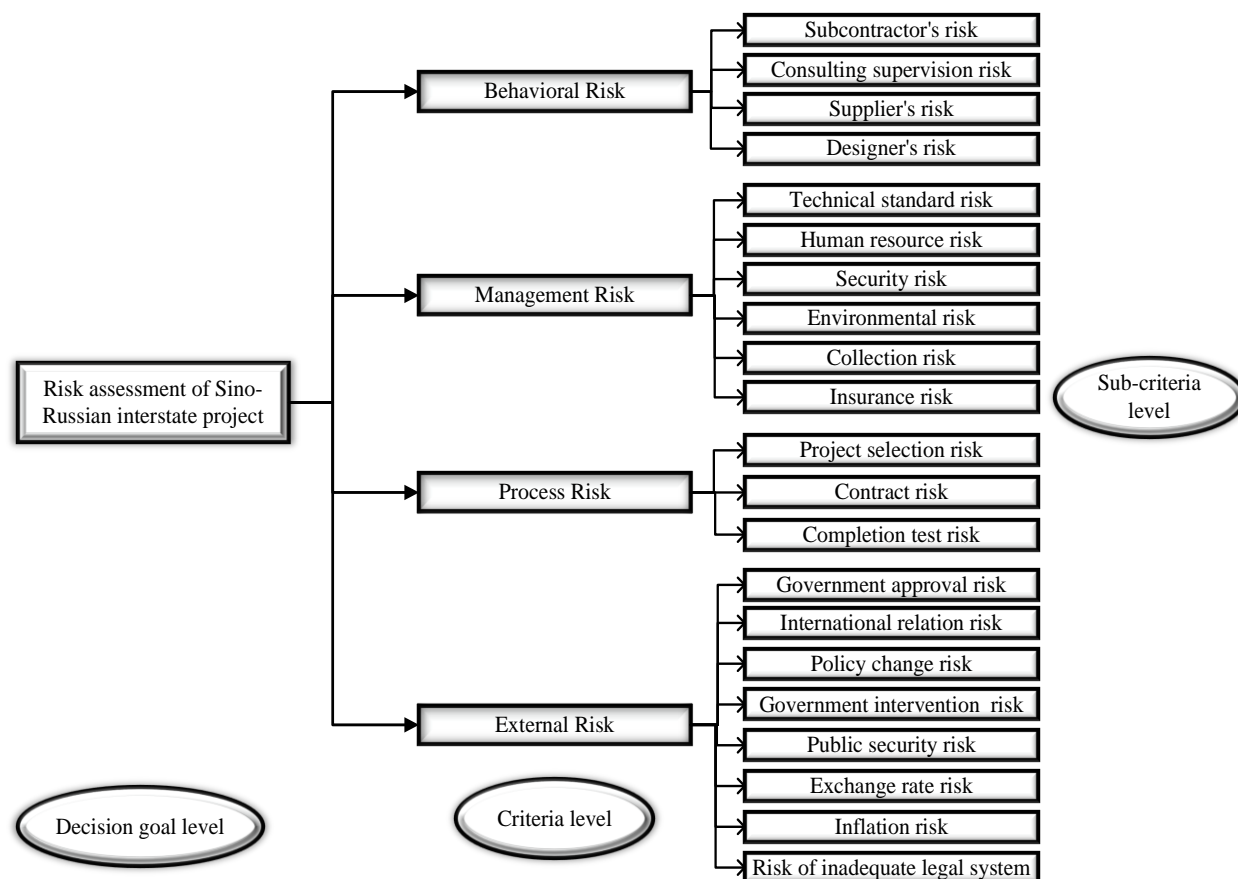 Risk assessment of Sino-
Russian interstate project
Behavioral Risk
Subcontractor's risk
Consulting supervision risk
Supplier's risk
Designer's risk
Management Risk
Technical standard risk
Human resource risk
Security risk
Environmental risk
Collection risk
Insurance risk
Process Risk
Project selection risk
Contract risk
Completion test risk
External Risk
Government approval risk
International relation risk
Policy change risk
Government intervention  risk
Public security risk
Exchange rate risk
Inflation risk
Risk of inadequate legal system
Decision goal level
Criteria level
Sub-criteria
level